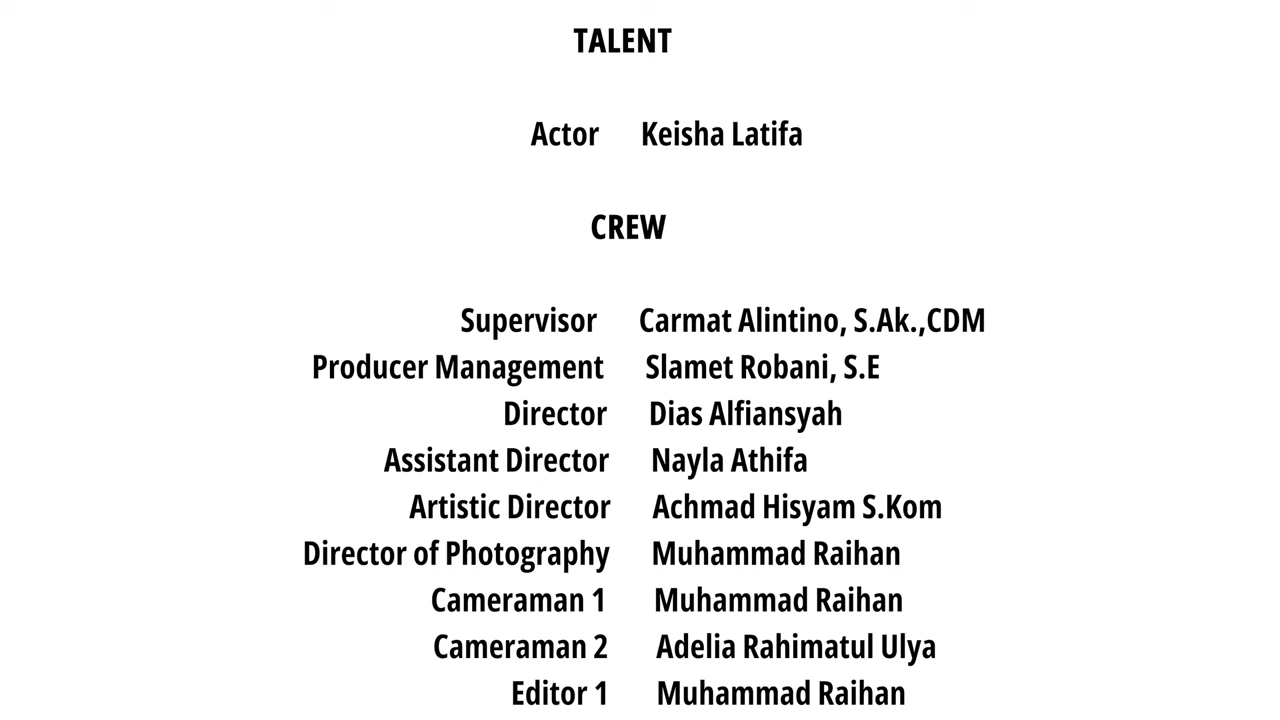 TALENT
Actor Keisha Latifa
CREW
Supervisor Carmat Alintino, S.Ak.,CDM
Producer Management Slamet Robani, S.E
Director Dias Alfiansyah
Assistant Director Nayla Athifa
Artistic Director Achmad Hisyam S.Kom
Director of Photography Muhammad Raihan
Cameraman 1 Muhammad Raihan
Cameraman 2 Adelia Rahimatul Ulya
Editor 1 Muhammad Raihan